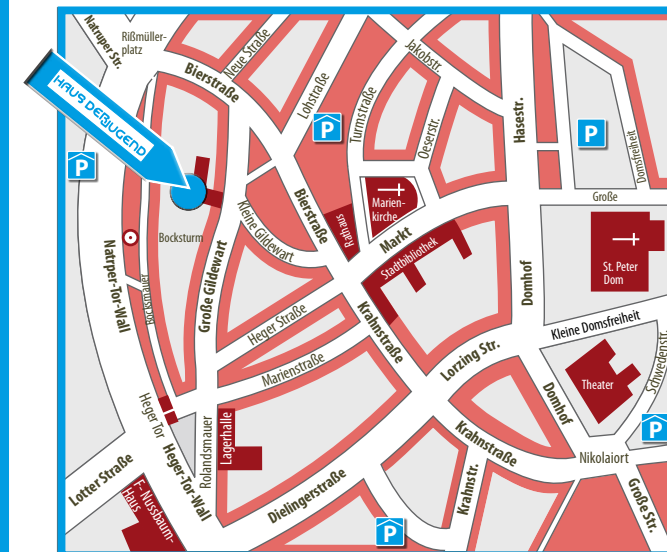 Natruper Str.
Rißmüller-
platz
Neue Straße
Bierstraße
HAUS DER JUGEND
Lohstraße
Turmstraße
Jakobstr.
Oeserstr.
Hasestr.
Domsfreiheit
P
P
P
Große
Marien-
kirche
Rathaus
Bierstraße
Markt
Stadtbibliothek
Kleine Gildewart
Bocksturm
Große Gildewart
Bocksmauer
Natrper-Tor-Wall
St. Peter
Dom
Domhof
Kleine Domsfreiheit
Heger Straße
Krahnstraße
Lorzing Str.
Marienstraße
Theater
Schwedenstr.
Domhof
Heger Tor
Heger-Tor-Wall
Rolandsmauer
Lagerhalle
P
Krahnstraße
Nikolaiort
Lotter Straße
F-Nussbaum-
Haus
Dielingerstraße
Krahnstr.
Große Str.
P